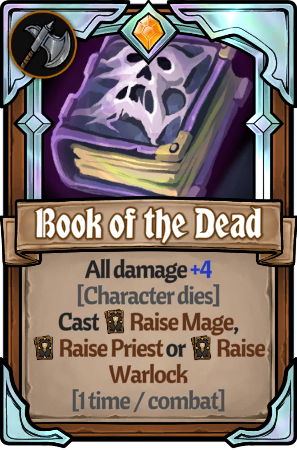 Book of the Dead
All damage +4
[Character dies]
Cast Raise Mage,
Raise Priest or Raise
Warlock
[1 time / combat]